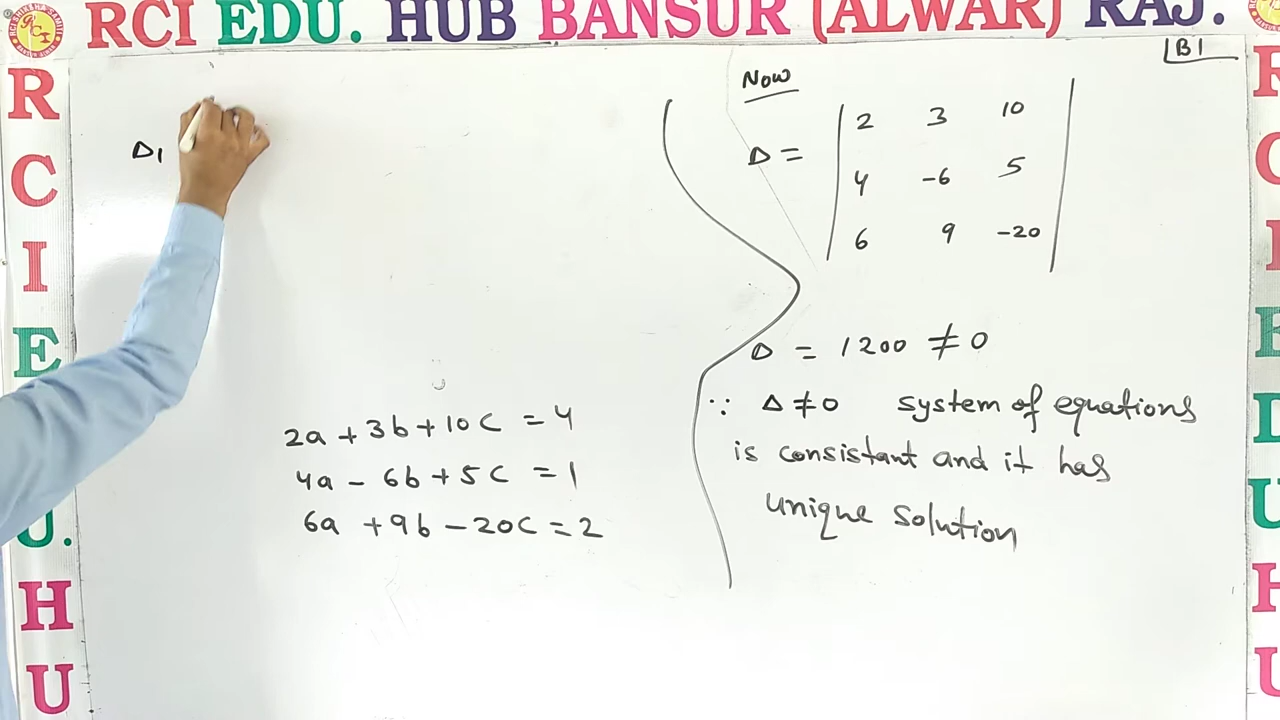 RCI EDU. HUB BANSUR (ALWAR) RAJ.
R
C
I
E
U.
H
U
Δ₁
2a + 3b + 10c = 4
4a - 6b + 5c = 1
6a + 9b - 20c = 2
B1
Now
Δ = | 2 3 10 |
4 -6 5
6 9 -20
Δ = 1200 ≠ 0
∵ Δ ≠ 0 system of equations
is consistant and it has
unique solution